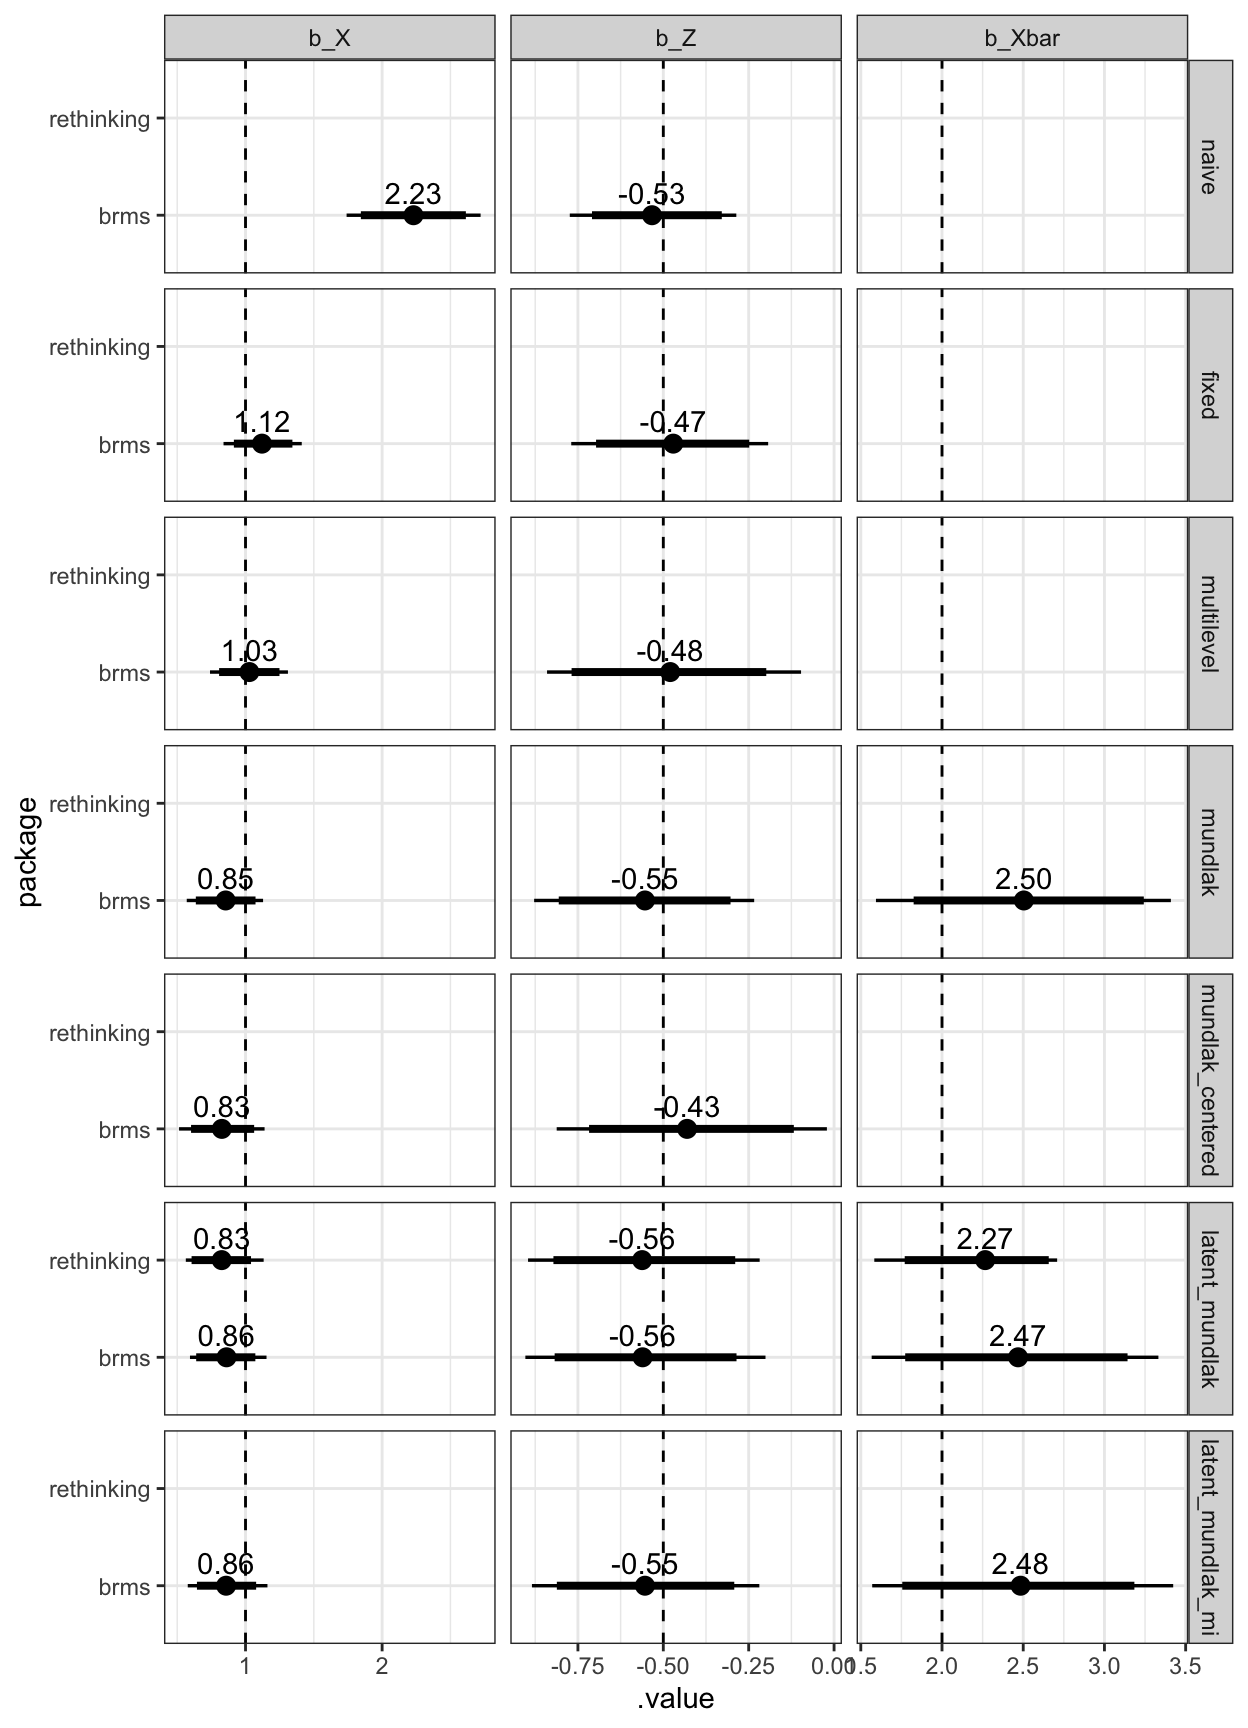 b_X b_Z b_Xbar
rethinking
2.23 -0.53
brms
naive
rethinking
1.12 -0.47
brms
fixed
rethinking
1.03 -0.48
brms
multilevel
rethinking
0.85 -0.55 2.50
brms
mundlak
rethinking
0.83 -0.43
brms
mundlak_centered
0.83 -0.56 2.27
rethinking
0.86 -0.56 2.47
brms
latent_mundlak
rethinking
0.86 -0.55 2.48
brms
latent_mundlak_mi
package
1 2 -0.75 -0.50 -0.25 0.00 1.5 2.0 2.5 3.0 3.5
.value